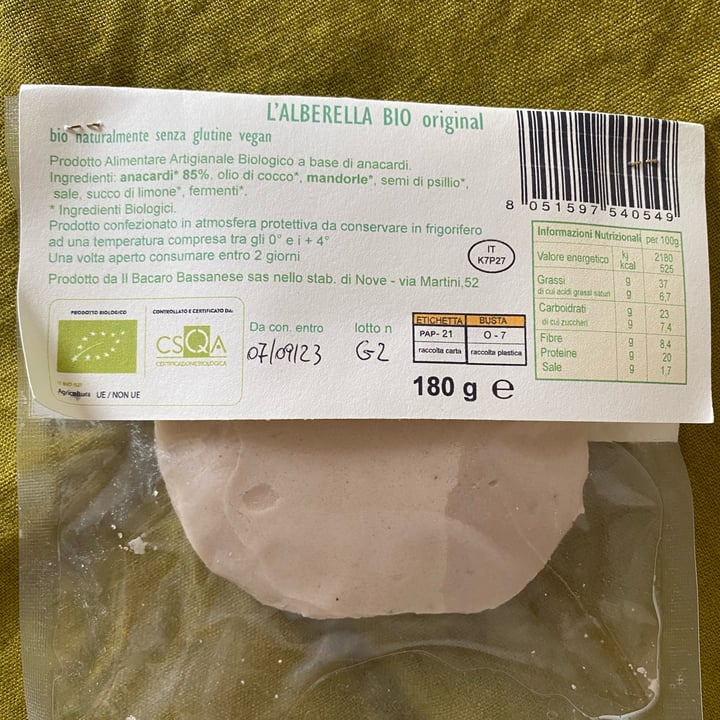 L'ALBERELLA BIO original
bio naturalmente senza glutine vegan
Prodotto Alimentare Artigianale Biologico a base di anacardi.
Ingredienti: anacardi* 85%, olio di cocco*, mandorle*, semi di psillio*,
sale, succo di limone*, fermenti*.
* Ingredienti Biologici.
Prodotto confezionato in atmosfera protettiva da conservare in frigorifero
ad una temperatura compresa tra gli 0° e i + 4°
Una volta aperto consumare entro 2 giorni
Prodotto da Il Bacaro Bassanese sas nello stab. di Nove - via Martini,52
IT
K7P27
8 051597 540549
Informazioni Nutrizionali per 100g
Valore energetico kj 2180
kcal 525
Grassi g 37
di cui acidi grassi saturi g 6,7
Carboidrati g 23
di cui zuccheri g 7,4
Fibre g 8,4
Proteine g 20
Sale g 1,7
PRODOTTO BIOLOGICO
CONTROLLATO E CERTIFICATO DA:
CSQA
CERTIFICAZIONE BIOLOGICA
Agricoltura UE / NON UE
Da con. entro
07/09/23
lotto n
G2
ETICHETTA BUSTA
PAP- 21 O - 7
raccolta carta raccolta plastica
180 g e